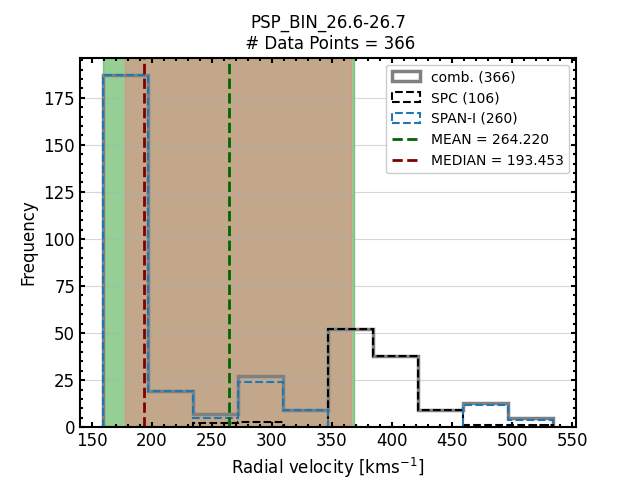 PSP_BIN_26.6-26.7
# Data Points = 366
comb. (366)
SPC (106)
SPAN-I (260)
MEAN = 264.220
MEDIAN = 193.453
Frequency
175
150
125
100
75
50
25
0
150 200 250 300 350 400 450 500 550
Radial velocity [kms⁻¹]